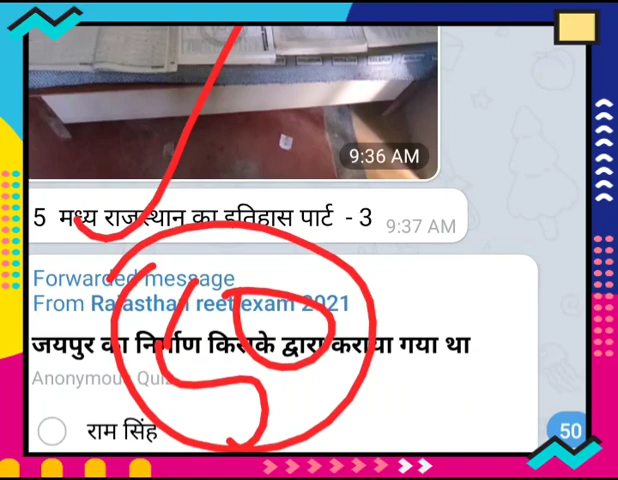 9:36 AM
5 मध्य राजस्थान का इतिहास पार्ट - 3 9:37 AM
Forwarded message
From Rajasthan reet exam 2021
जयपुर का निर्माण किसके द्वारा कराया गया था
Anonymous Quiz
राम सिंह
50